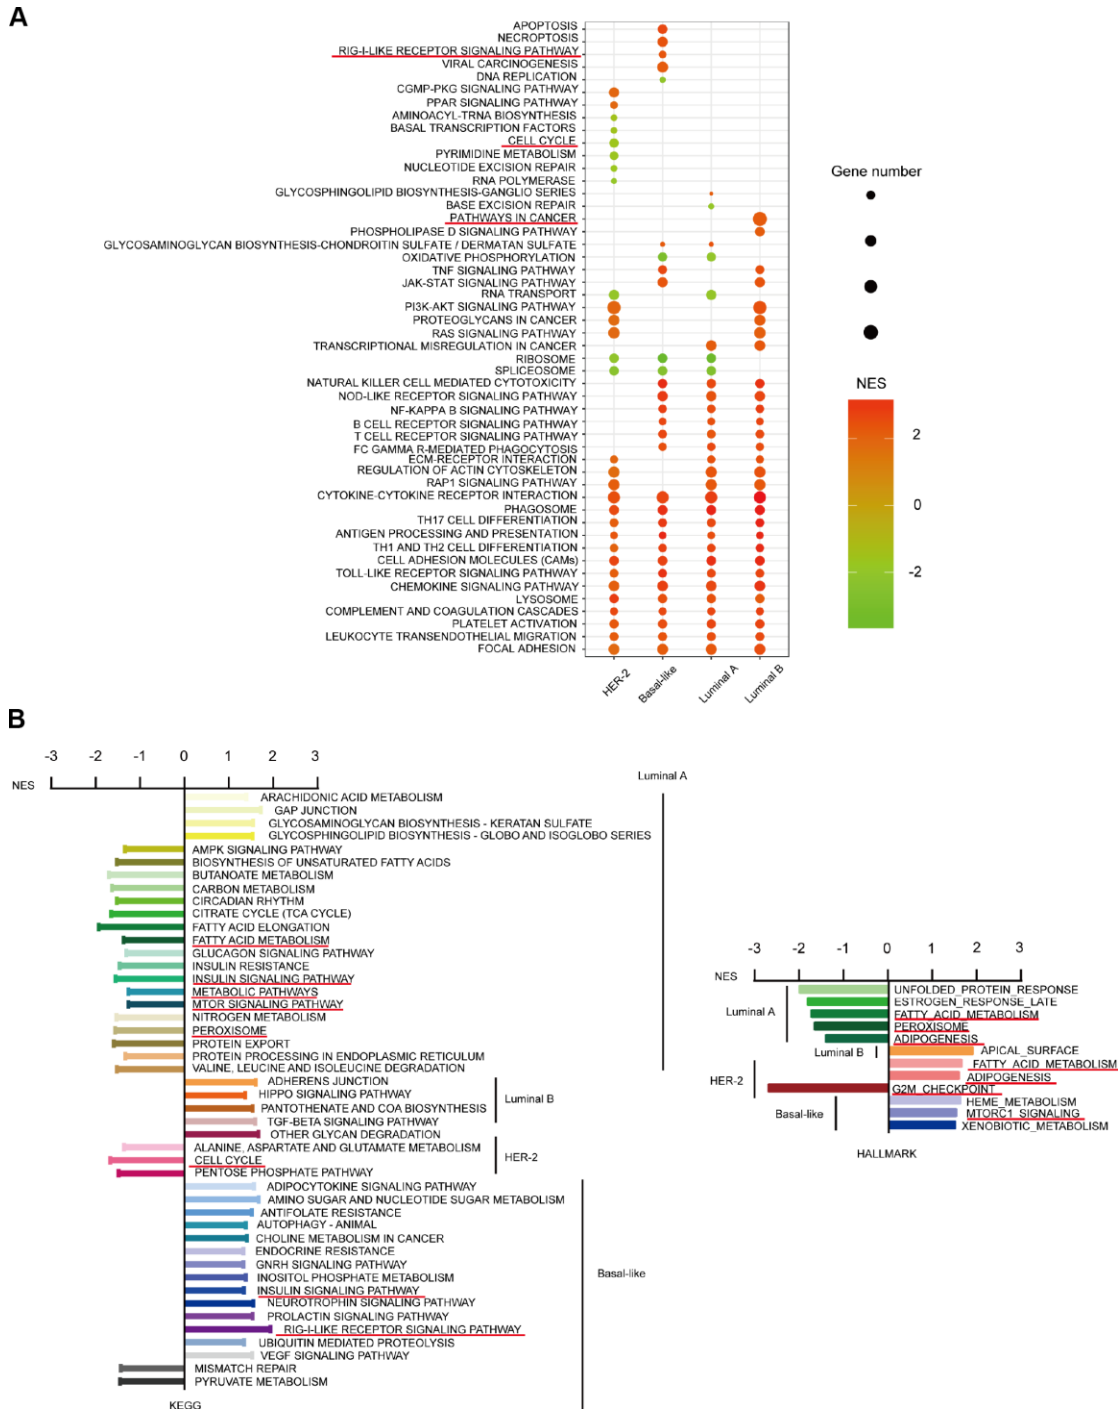 A
APOPTOSIS
NECROPTOSIS
RIG-I-LIKE RECEPTOR SIGNALING PATHWAY
VIRAL CARCINOGENESIS
DNA REPLICATION
CGMP-PKG SIGNALING PATHWAY
PPAR SIGNALING PATHWAY
AMINOACYL-TRNA BIOSYNTHESIS
BASAL TRANSCRIPTION FACTORS
CELL CYCLE
PYRIMIDINE METABOLISM
NUCLEOTIDE EXCISION REPAIR
RNA POLYMERASE
GLYCOSPHINGOLIPID BIOSYNTHESIS-GANGLIO SERIES
BASE EXCISION REPAIR
PATHWAYS IN CANCER
PHOSPHOLIPASE D SIGNALING PATHWAY
GLYCOSAMINOGLYCAN BIOSYNTHESIS-CHONDROITIN SULFATE / DERMATAN SULFATE
OXIDATIVE PHOSPHORYLATION
TNF SIGNALING PATHWAY
JAK-STAT SIGNALING PATHWAY
RNA TRANSPORT
PI3K-AKT SIGNALING PATHWAY
PROTEOGLYCANS IN CANCER
RAS SIGNALING PATHWAY
TRANSCRIPTIONAL MISREGULATION IN CANCER
RIBOSOME
SPLICEOSOME
NATURAL KILLER CELL MEDIATED CYTOTOXICITY
NOD-LIKE RECEPTOR SIGNALING PATHWAY
NF-KAPPA B SIGNALING PATHWAY
B CELL RECEPTOR SIGNALING PATHWAY
T CELL RECEPTOR SIGNALING PATHWAY
FC GAMMA R-MEDIATED PHAGOCYTOSIS
ECM-RECEPTOR INTERACTION
REGULATION OF ACTIN CYTOSKELETON
RAP1 SIGNALING PATHWAY
CYTOKINE-CYTOKINE RECEPTOR INTERACTION
PHAGOSOME
TH17 CELL DIFFERENTIATION
ANTIGEN PROCESSING AND PRESENTATION
TH1 AND TH2 CELL DIFFERENTIATION
CELL ADHESION MOLECULES (CAMs)
TOLL-LIKE RECEPTOR SIGNALING PATHWAY
CHEMOKINE SIGNALING PATHWAY
LYSOSOME
COMPLEMENT AND COAGULATION CASCADES
PLATELET ACTIVATION
LEUKOCYTE TRANSENDOTHELIAL MIGRATION
FOCAL ADHESION
HER-2
Basal-like
Luminal A
Luminal B
Gene number
NES
2
0
-2
B
-3 -2 -1 0 1 2 3
NES
ARACHIDONIC ACID METABOLISM
GAP JUNCTION
GLYCOSAMINOGLYCAN BIOSYNTHESIS - KERATAN SULFATE
GLYCOSPHINGOLIPID BIOSYNTHESIS - GLOBO AND ISOGLOBO SERIES
AMPK SIGNALING PATHWAY
BIOSYNTHESIS OF UNSATURATED FATTY ACIDS
BUTANOATE METABOLISM
CARBON METABOLISM
CIRCADIAN RHYTHM
CITRATE CYCLE (TCA CYCLE)
FATTY ACID ELONGATION
FATTY ACID METABOLISM
GLUCAGON SIGNALING PATHWAY
INSULIN RESISTANCE
INSULIN SIGNALING PATHWAY
METABOLIC PATHWAYS
MTOR SIGNALING PATHWAY
NITROGEN METABOLISM
PEROXISOME
PROTEIN EXPORT
PROTEIN PROCESSING IN ENDOPLASMIC RETICULUM
VALINE, LEUCINE AND ISOLEUCINE DEGRADATION
Luminal A
ADHERENS JUNCTION
HIPPO SIGNALING PATHWAY
PANTOTHENATE AND COA BIOSYNTHESIS
TGF-BETA SIGNALING PATHWAY
OTHER GLYCAN DEGRADATION
Luminal B
ALANINE, ASPARTATE AND GLUTAMATE METABOLISM
CELL CYCLE
PENTOSE PHOSPHATE PATHWAY
HER-2
ADIPOCYTOKINE SIGNALING PATHWAY
AMINO SUGAR AND NUCLEOTIDE SUGAR METABOLISM
ANTIFOLATE RESISTANCE
AUTOPHAGY - ANIMAL
CHOLINE METABOLISM IN CANCER
ENDOCRINE RESISTANCE
GNRH SIGNALING PATHWAY
INOSITOL PHOSPHATE METABOLISM
INSULIN SIGNALING PATHWAY
NEUROTROPHIN SIGNALING PATHWAY
PROLACTIN SIGNALING PATHWAY
RIG-I-LIKE RECEPTOR SIGNALING PATHWAY
UBIQUITIN MEDIATED PROTEOLYSIS
VEGF SIGNALING PATHWAY
MISMATCH REPAIR
PYRUVATE METABOLISM
Basal-like
KEGG
-3 -2 -1 0 1 2 3
NES
UNFOLDED_PROTEIN_RESPONSE
ESTROGEN_RESPONSE_LATE
FATTY_ACID_METABOLISM
PEROXISOME
ADIPOGENESIS
Luminal A
APICAL_SURFACE
Luminal B
FATTY_ACID_METABOLISM
ADIPOGENESIS
G2M_CHECKPOINT
HER-2
HEME_METABOLISM
MTORC1_SIGNALING
XENOBIOTIC_METABOLISM
Basal-like
HALLMARK